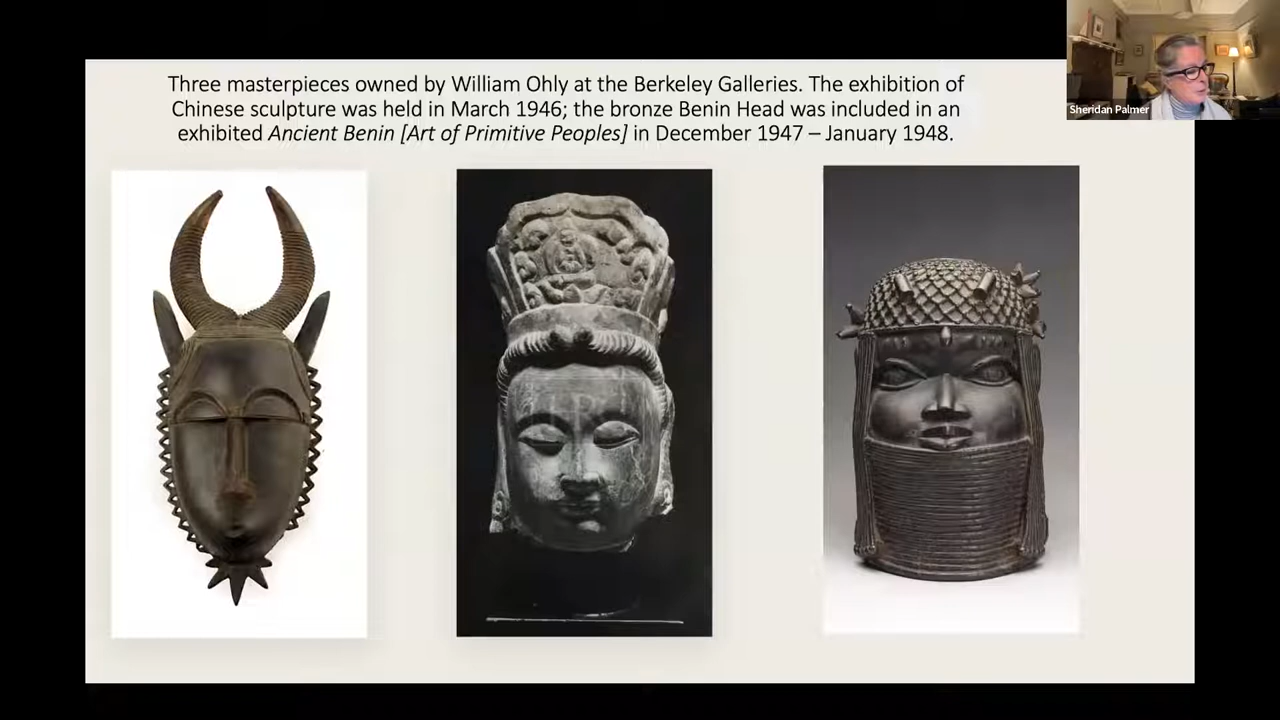 Three masterpieces owned by William Ohly at the Berkeley Galleries. The exhibition of
Chinese sculpture was held in March 1946; the bronze Benin Head was included in an
exhibited Ancient Benin [Art of Primitive Peoples] in December 1947 – January 1948.
Sheridan Palmer